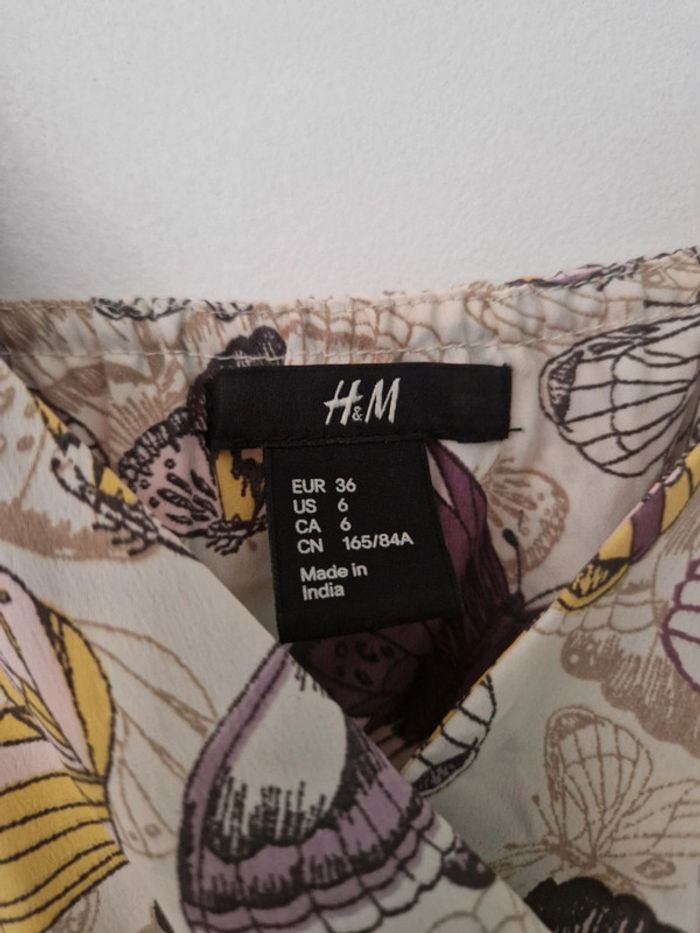 H&M
EUR 36
US 6
CA 6
CN 165/84A
Made in
India